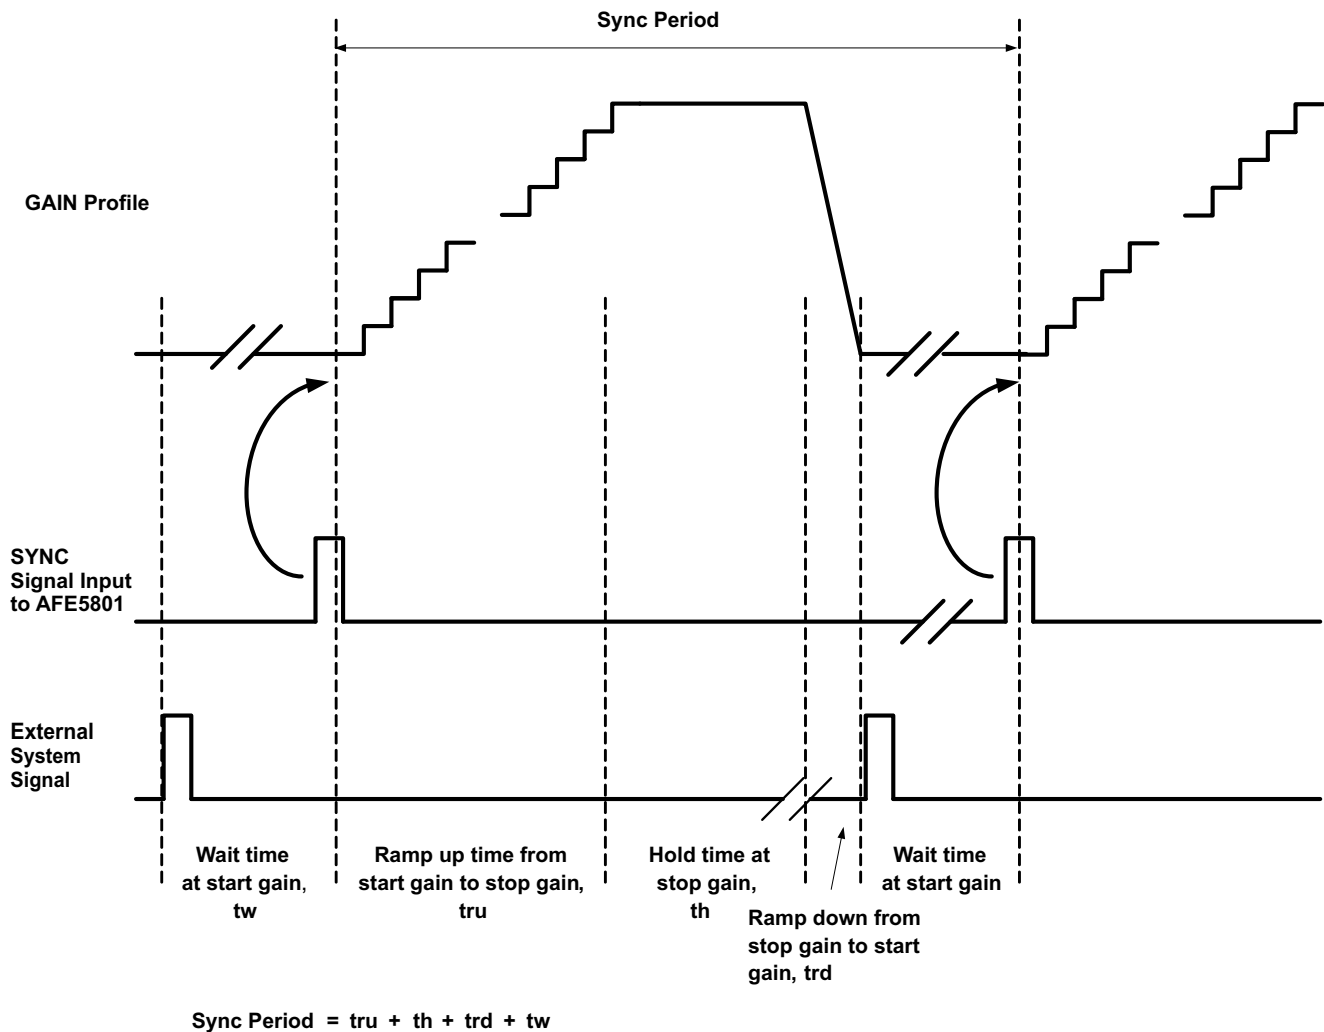 Sync Period
GAIN Profile
SYNC
Signal Input
to AFE5801
External
System
Signal
Wait time
at start gain,
tw
Ramp up time from
start gain to stop gain,
tru
Hold time at
stop gain,
th
Wait time
at start gain
Ramp down from
stop gain to start
gain, trd
Sync Period = tru + th + trd + tw